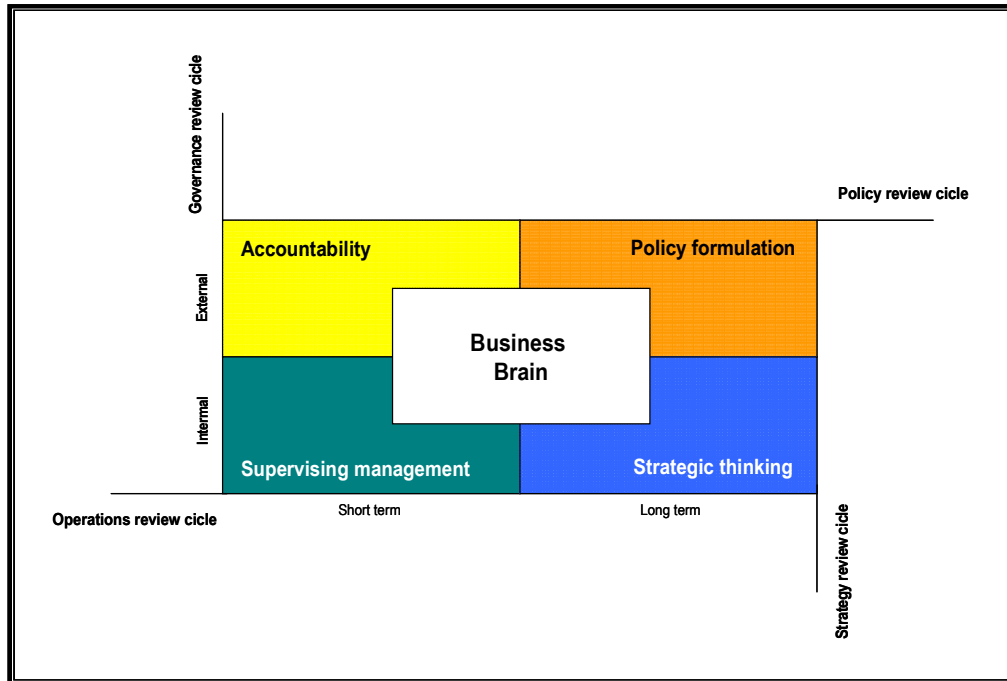 Governance review cicle
Policy review cicle
Accountability
Policy formulation
External
Business
Brain
Internal
Supervising management
Strategic thinking
Short term
Long term
Operations review cicle
Strategy review cicle